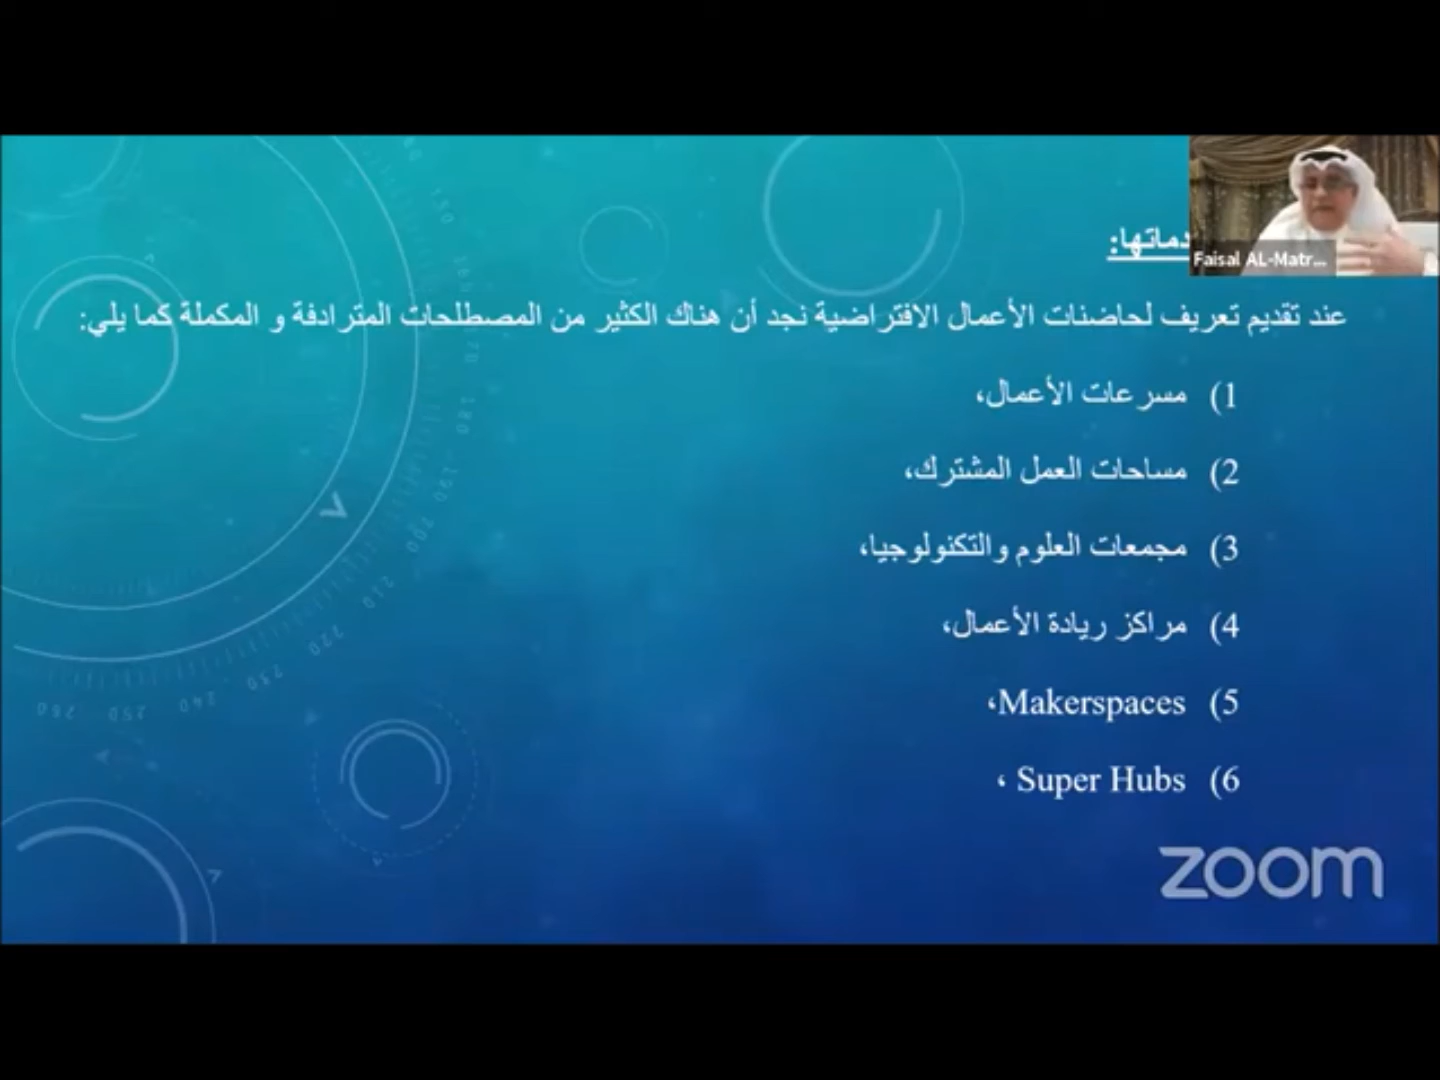 Faisal AL-Matr...
عند تقديم تعريف لحاضنات الأعمال الافتراضية نجد أن هناك الكثير من المصطلحات المترادفة و المكملة كما يلي:
1) مسرعات الأعمال،
2) مساحات العمل المشترك،
3) مجمعات العلوم والتكنولوجيا،
4) مراكز ريادة الأعمال،
5) Makerspaces،
6) Super Hubs ،
zoom